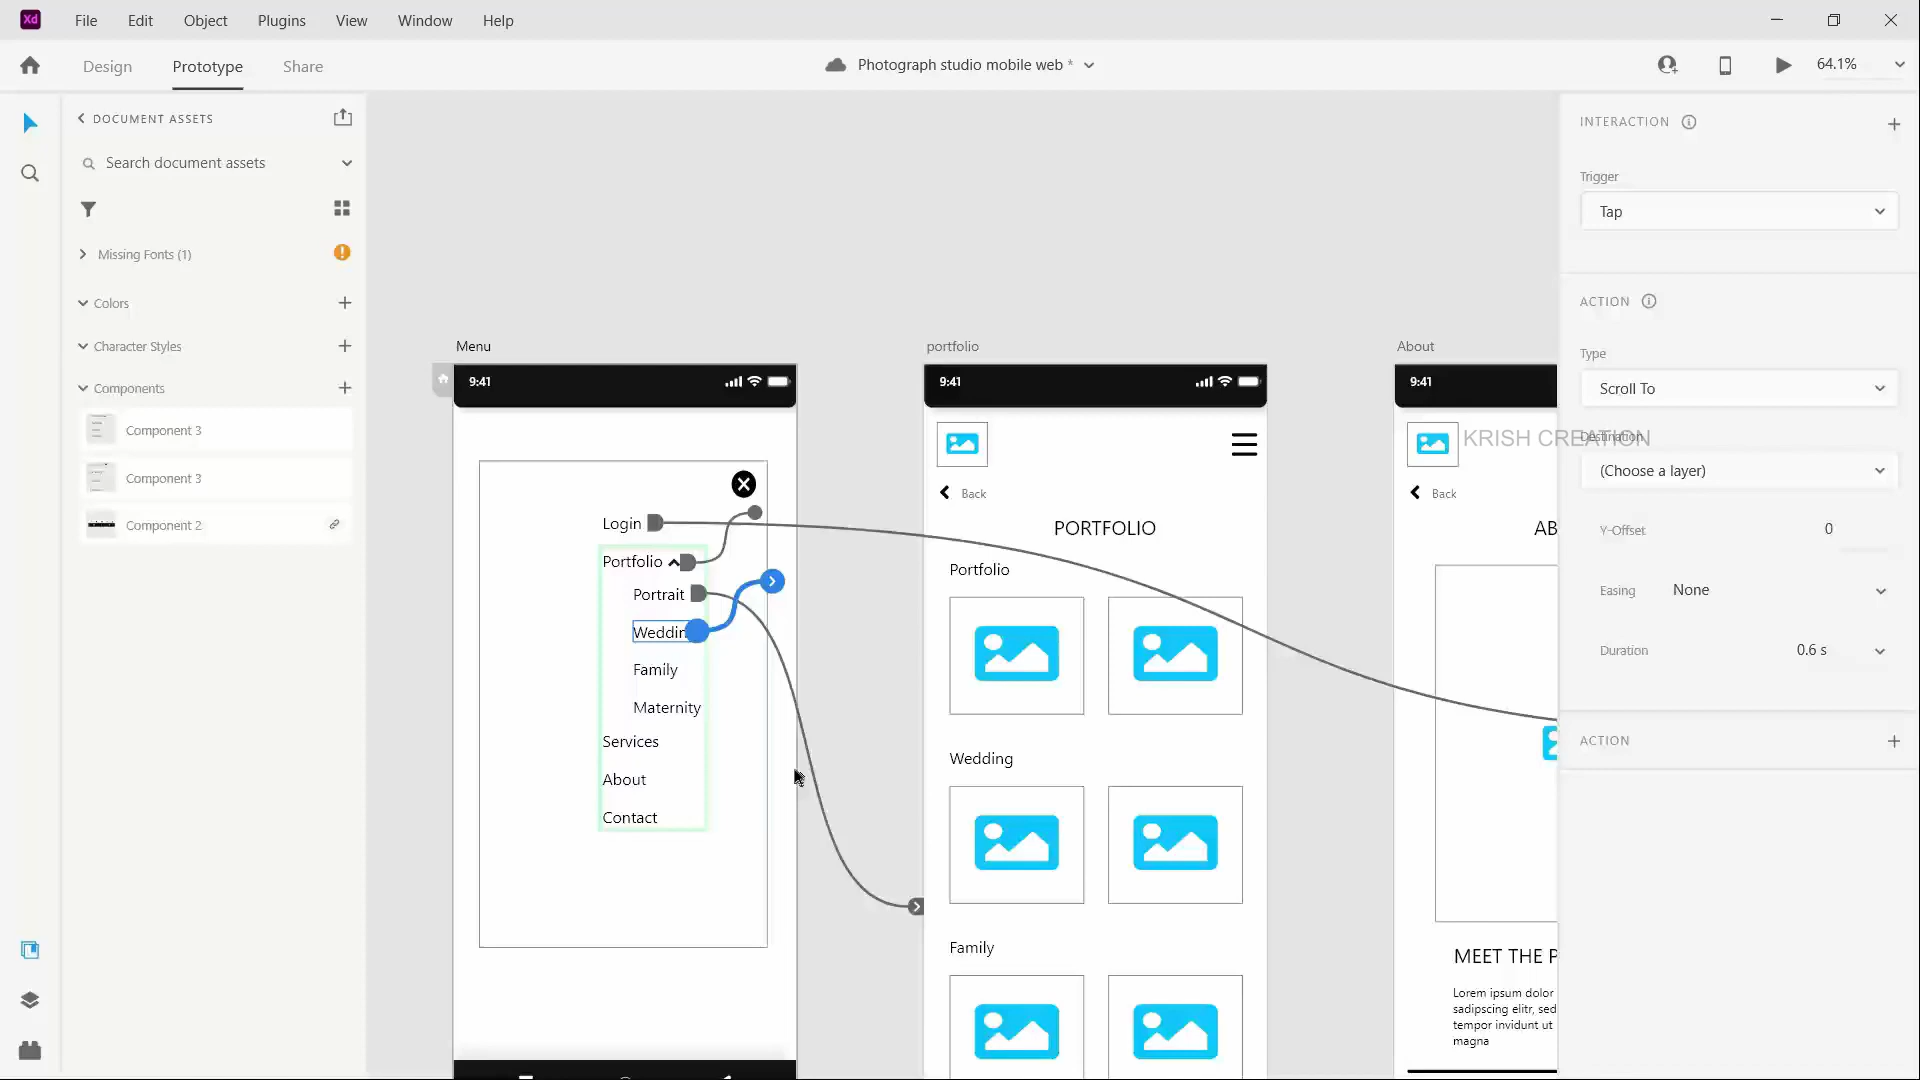 Xd File Edit Object Plugins View Window Help
Design Prototype Share
Photograph studio mobile web *
64.1%
DOCUMENT ASSETS
Search document assets
Missing Fonts (1)
Colors
Character Styles
Components
Component 3
Component 3
Component 2
Menu
9:41
Login
Portfolio
Portrait
Weddin
Family
Maternity
Services
About
Contact
portfolio
9:41
Back
PORTFOLIO
Portfolio
Wedding
Family
About
9:41
KRISH CREATION
Back
AB
MEET THE P
Lorem ipsum dolor
sadipscing elitr, sed
tempor invidunt ut
magna
INTERACTION
Trigger
Tap
ACTION
Type
Scroll To
Destination
(Choose a layer)
Y-Offset 0
Easing None
Duration 0.6 s
ACTION